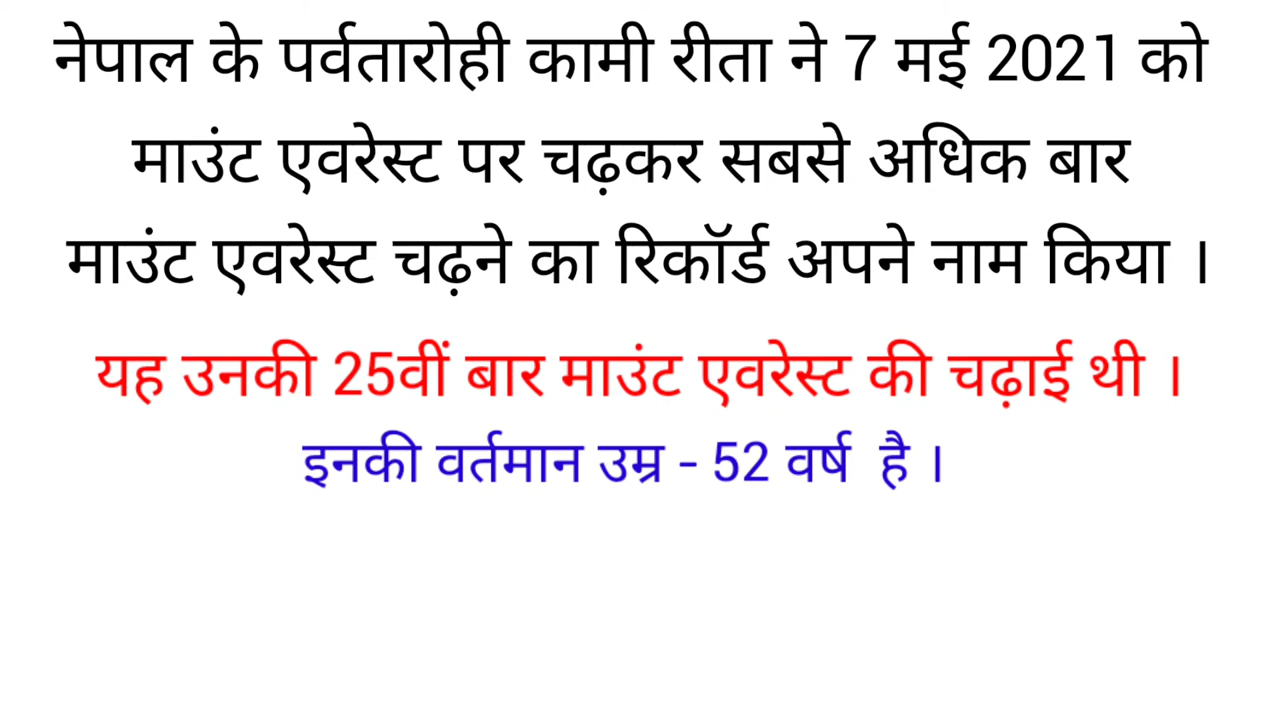 नेपाल के पर्वतारोही कामी रीता ने 7 मई 2021 को
माउंट एवरेस्ट पर चढ़कर सबसे अधिक बार
माउंट एवरेस्ट चढ़ने का रिकॉर्ड अपने नाम किया ।
यह उनकी 25वीं बार माउंट एवरेस्ट की चढ़ाई थी ।
इनकी वर्तमान उम्र - 52 वर्ष है ।